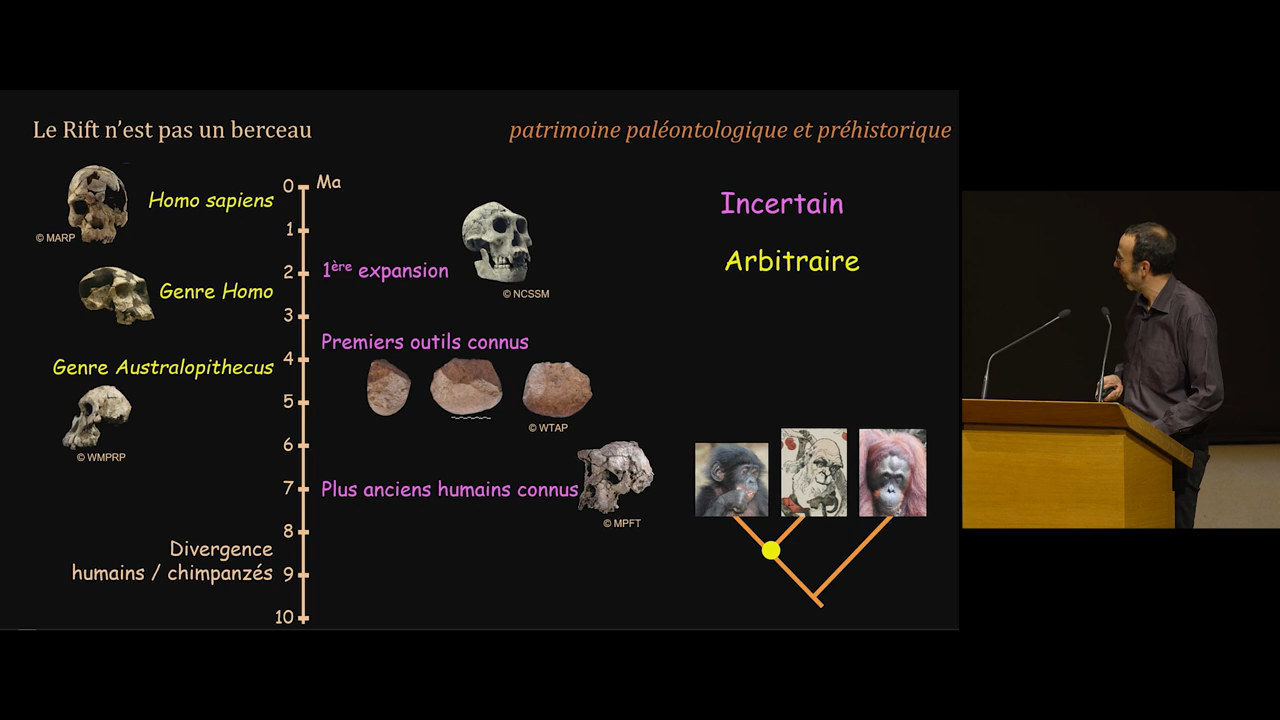 Le Rift n'est pas un berceau
patrimoine paléontologique et préhistorique
0 Ma
Homo sapiens
© MARP
1
Incertain
Arbitraire
2
1ère expansion
© NCSSM
Genre Homo
3
Premiers outils connus
4
Genre Australopithecus
5
© WTAP
6
© WMPRP
7
Plus anciens humains connus
© MPFT
8
Divergence
humains / chimpanzés
9
10